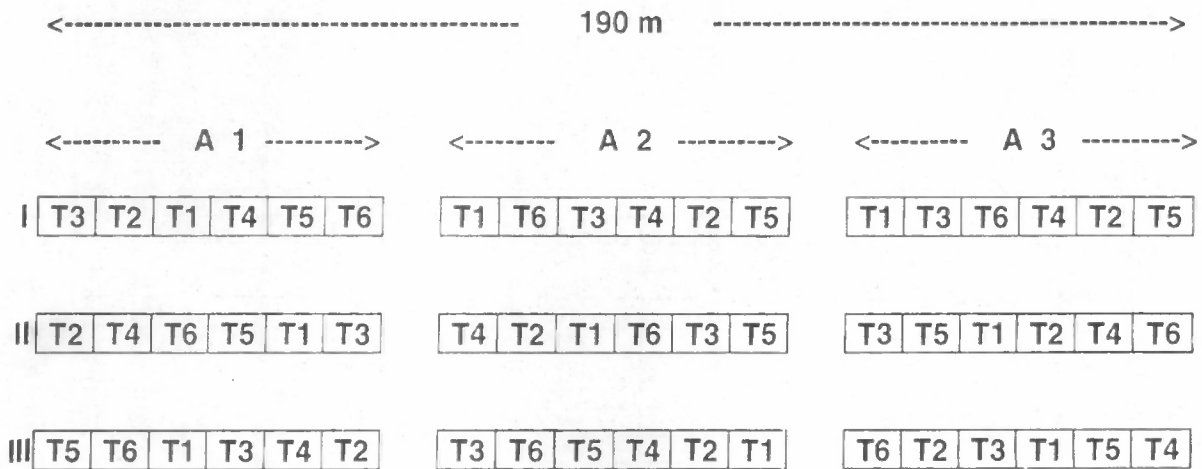 <---------------------------------- 190 m ---------------------------------->
<-------- A 1 --------> <-------- A 2 --------> <-------- A 3 -------->
I T3 T2 T1 T4 T5 T6 T1 T6 T3 T4 T2 T5 T1 T3 T6 T4 T2 T5
II T2 T4 T6 T5 T1 T3 T4 T2 T1 T6 T3 T5 T3 T5 T1 T2 T4 T6
III T5 T6 T1 T3 T4 T2 T3 T6 T5 T4 T2 T1 T6 T2 T3 T1 T5 T4